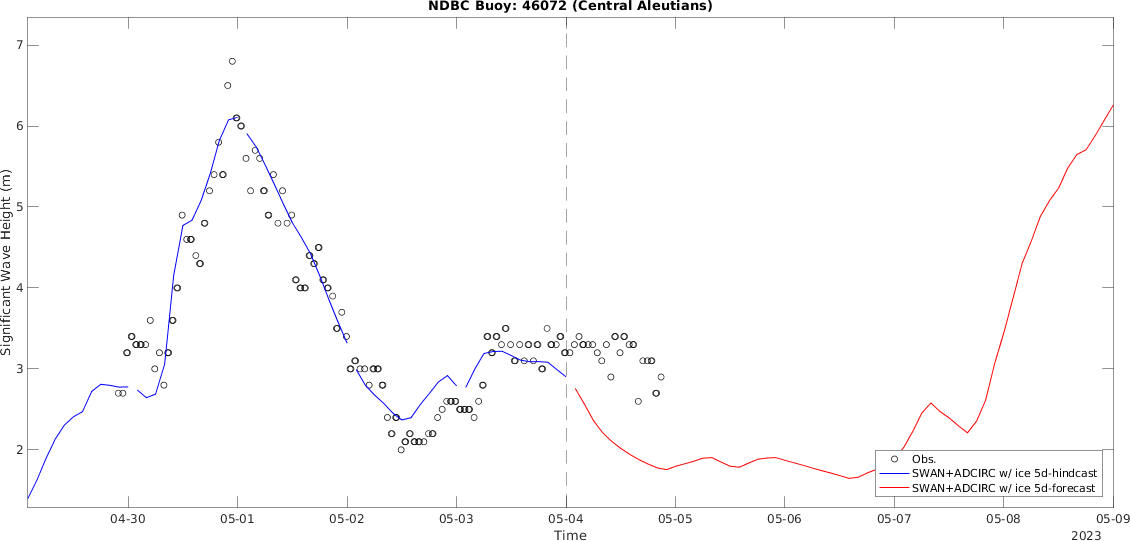 NDBC Buoy: 46072 (Central Aleutians)
7
6
5
4
3
2
Significant Wave Height (m)
Obs.
SWAN+ADCIRC w/ ice 5d-hindcast
SWAN+ADCIRC w/ ice 5d-forecast
04-30 05-01 05-02 05-03 05-04 05-05 05-06 05-07 05-08 05-09
Time
2023